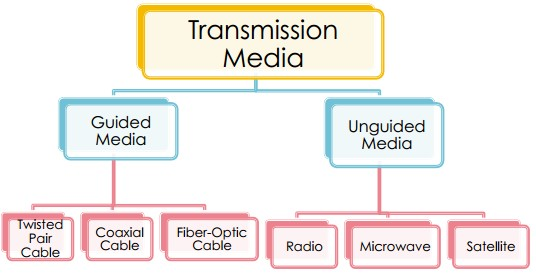 Transmission
Media
Guided
Media
Unguided
Media
Twisted
Pair
Cable
Coaxial
Cable
Fiber-Optic
Cable
Radio
Microwave
Satellite